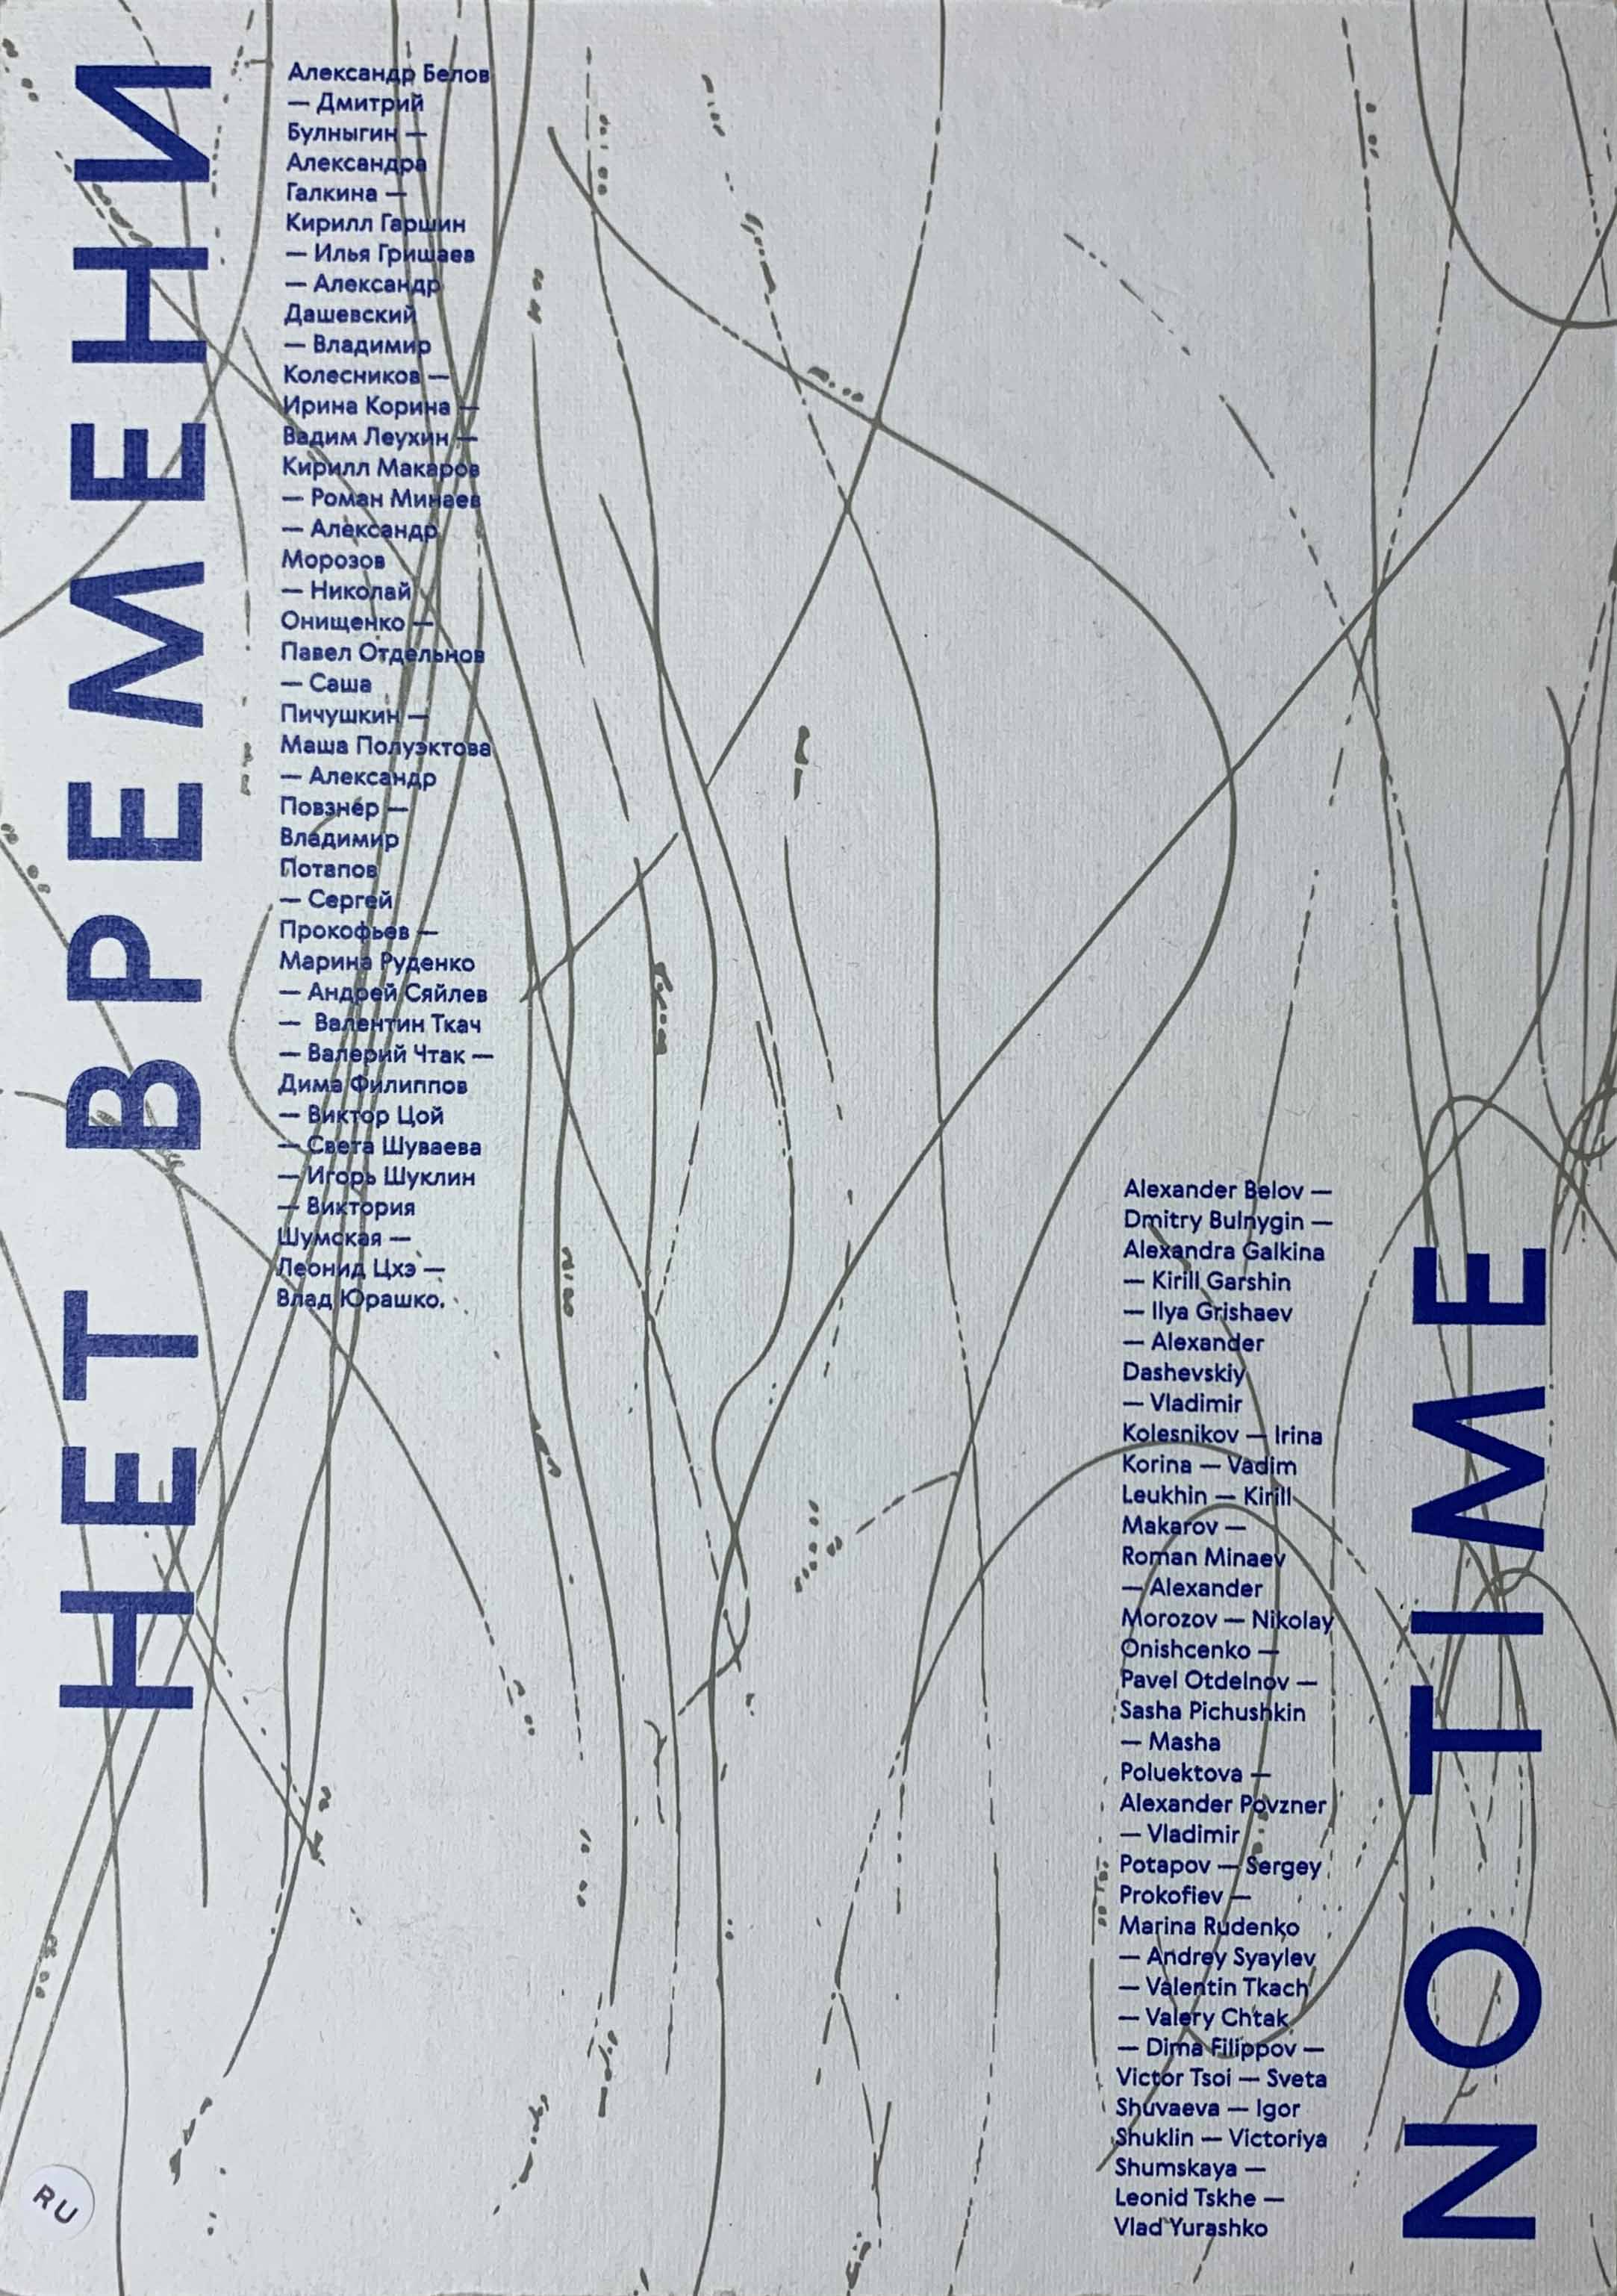 НЕТ ВРЕМЕНИ
Александр Белов
— Дмитрий
Булныгин —
Александра
Галкина —
Кирилл Гаршин
— Илья Гришаев
— Александр
Дашевский
— Владимир
Колесников —
Ирина Корина —
Вадим Леухин —
Кирилл Макаров
— Роман Минаев
— Александр
Морозов
— Николай
Онищенко —
Павел Отдельнов
— Саша
Пичушкин —
Маша Полуэктова
— Александр
Повзнер —
Владимир
Потапов
— Сергей
Прокофьев —
Марина Руденко
— Андрей Сяйлев
— Валентин Ткач
— Валерий Чтак —
Дима Филиппов
— Виктор Цой
— Света Шуваева
— Игорь Шуклин
— Виктория
Шумская —
Леонид Цхэ —
Влад Юрашко.
Alexander Belov —
Dmitry Bulnygin —
Alexandra Galkina
— Kirill Garshin
— Ilya Grishaev
— Alexander
Dashevskiy
— Vladimir
Kolesnikov — Irina
Korina — Vadim
Leukhin — Kirill
Makarov —
Roman Minaev
— Alexander
Morozov — Nikolay
Onishcenko —
Pavel Otdelnov —
Sasha Pichushkin
— Masha
Poluektova —
Alexander Povzner
— Vladimir
Potapov — Sergey
Prokofiev —
Marina Rudenko
— Andrey Syaylev
— Valentin Tkach
— Valery Chtak
— Dima Filippov —
Victor Tsoi — Sveta
Shuvaeva — Igor
Shuklin — Victoriya
Shumskaya —
Leonid Tskhe —
Vlad Yurashko
NO TIME
RU